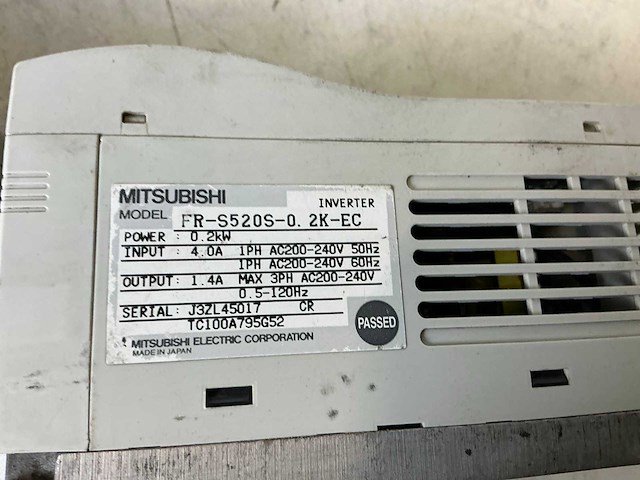 MITSUBISHI
INVERTER
MODEL FR-S520S-0.2K-EC
POWER : 0.2kW
INPUT : 4.0A 1PH AC200-240V 50Hz
1PH AC200-240V 60Hz
OUTPUT: 1.4A MAX 3PH AC200-240V
0.5-120Hz
SERIAL: J3ZL45017 CR
TC100A795G52
PASSED
MITSUBISHI ELECTRIC CORPORATION
MADE IN JAPAN